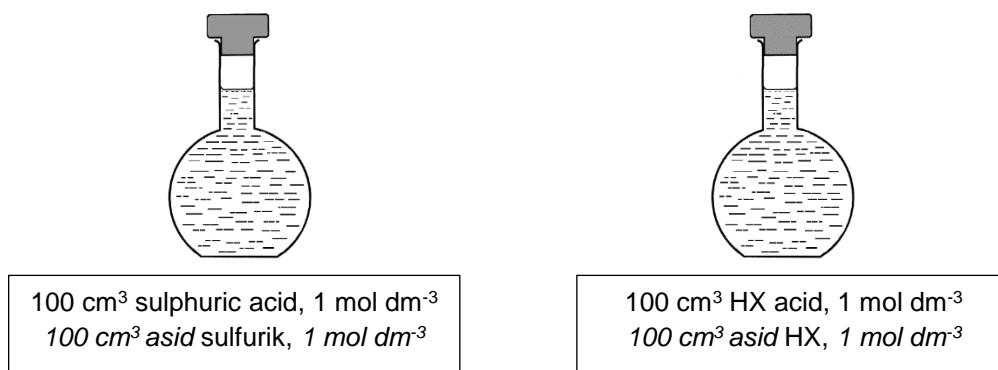 100 cm³ sulphuric acid, 1 mol dm⁻³
100 cm³ asid sulfurik, 1 mol dm⁻³
100 cm³ HX acid, 1 mol dm⁻³
100 cm³ asid HX, 1 mol dm⁻³